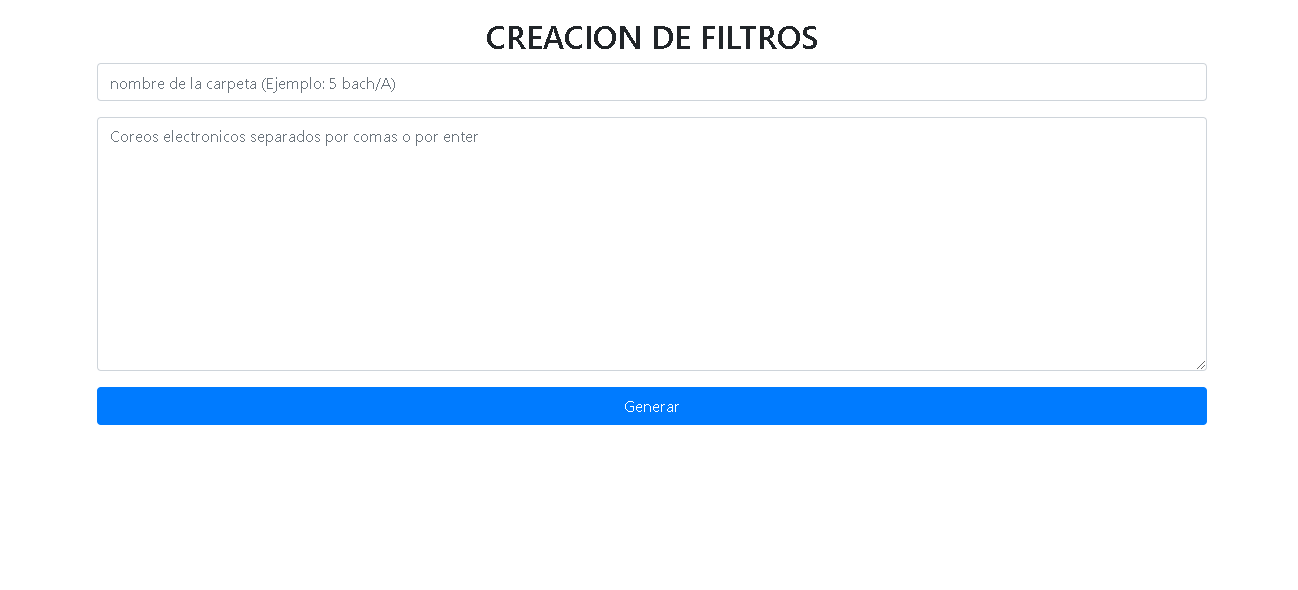 CREACION DE FILTROS
nombre de la carpeta (Ejemplo: 5 bach/A)
Coreos electronicos separados por comas o por enter
Generar